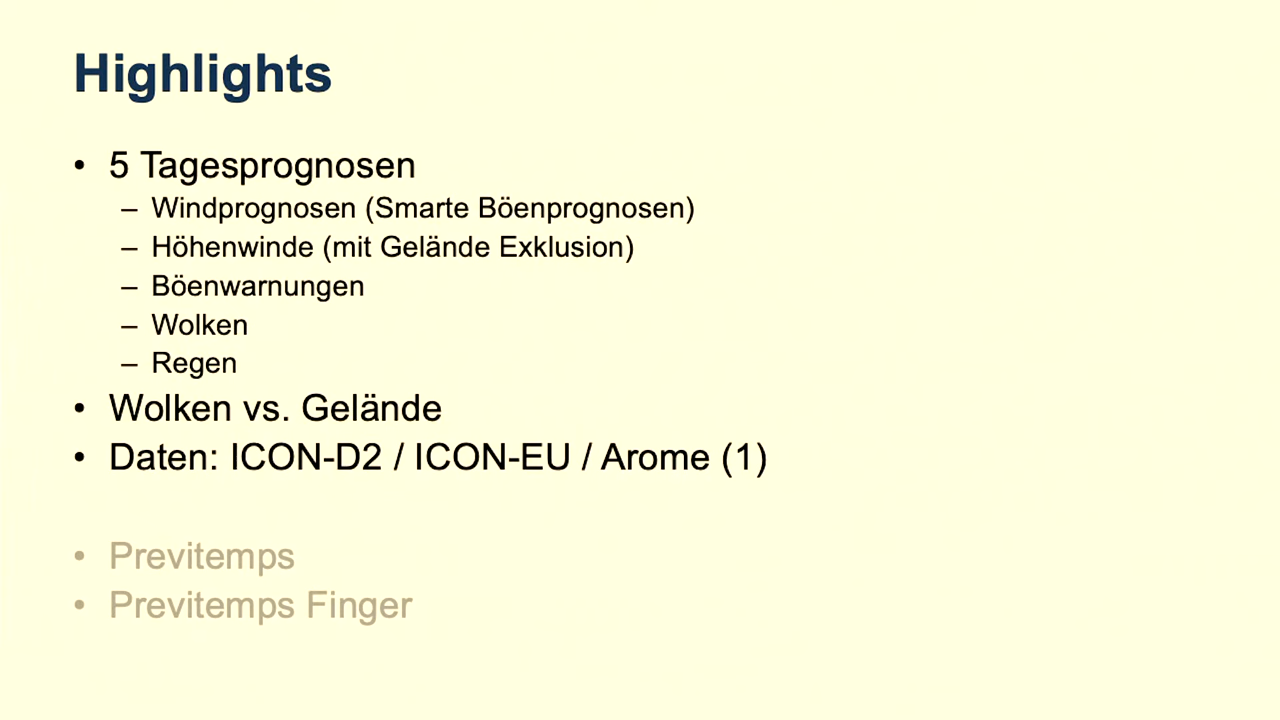 Highlights
• 5 Tagesprognosen
– Windprognosen (Smarte Böenprognosen)
– Höhenwinde (mit Gelände Exklusion)
– Böenwarnungen
– Wolken
– Regen
• Wolken vs. Gelände
• Daten: ICON-D2 / ICON-EU / Arome (1)
• Previtemps
• Previtemps Finger